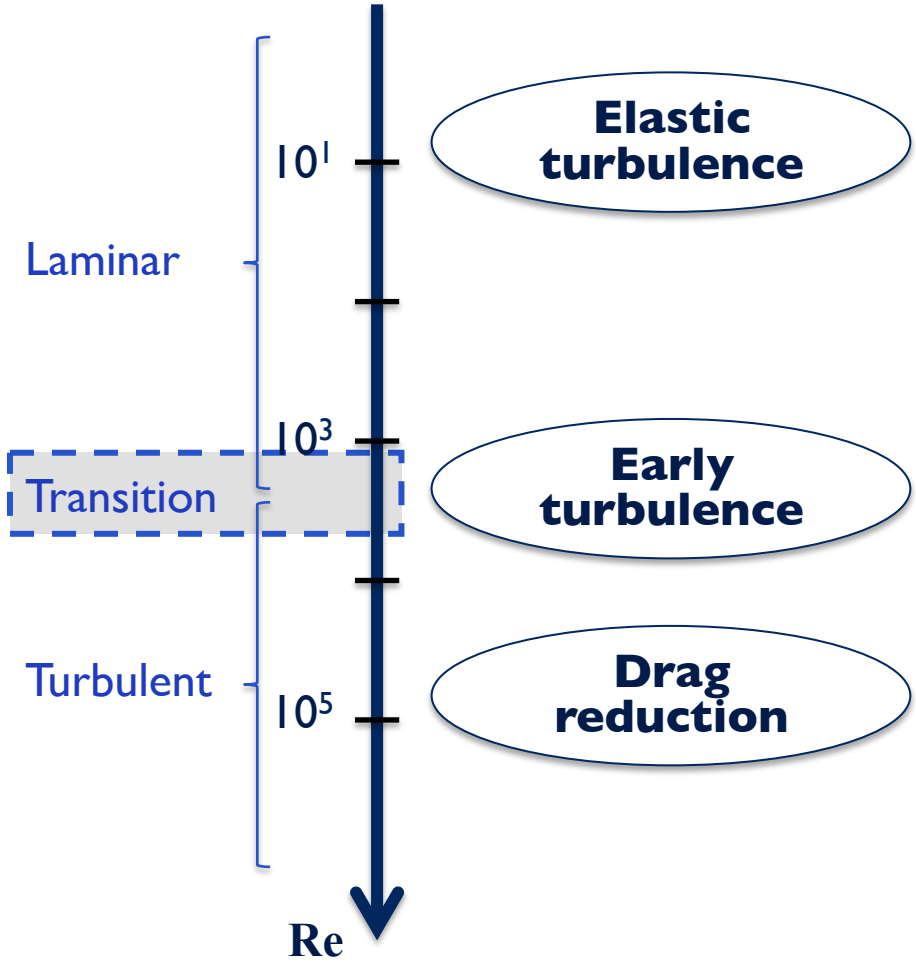 Elastic
turbulence
10¹
Laminar
10³
Early
Transition
turbulence
Drag
Turbulent
reduction
10⁵
Re